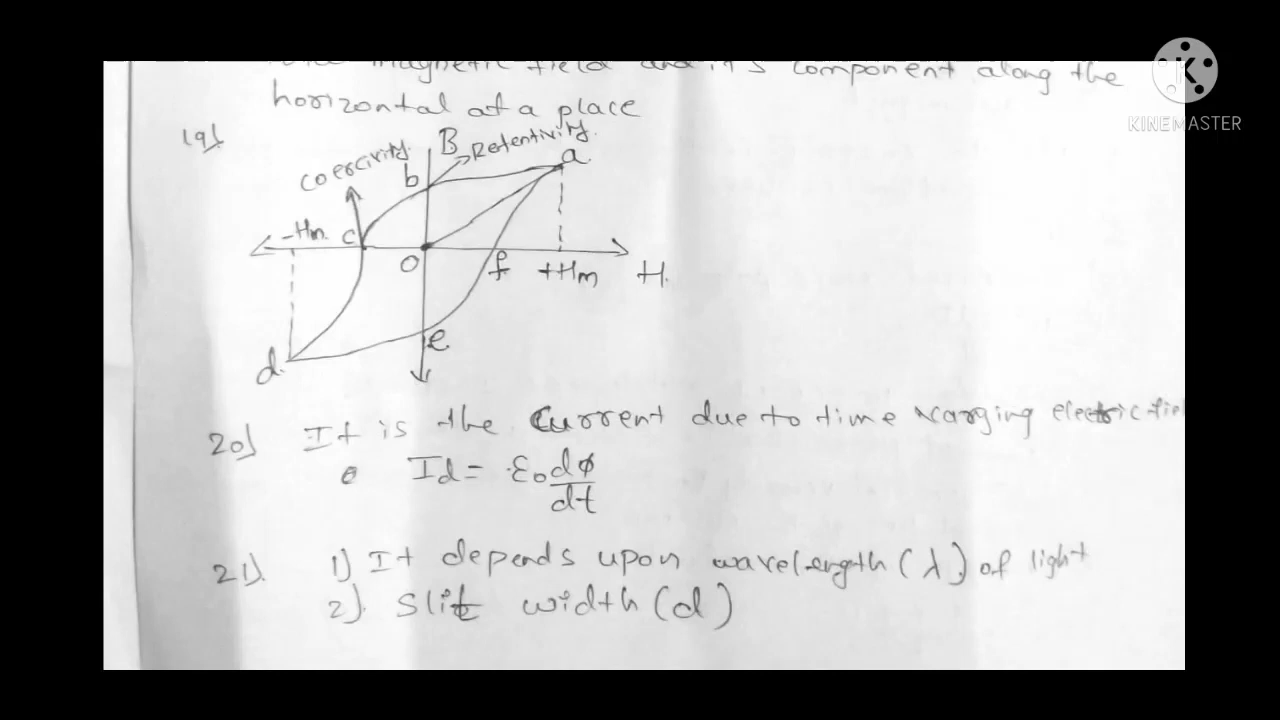 magnetic field and it's component along the
horizontal at a place
19)
B
Retentivity.
coercivity.
a
b
-Hm.
c
O
f
+Hm
H.
e
d.
20) It is the current due to time varging electric fiel
Id = ε0 dϕ/dt
21). 1) It depends upon wavelength (λ) of light
2). Slit width (d)
K
KINEMASTER